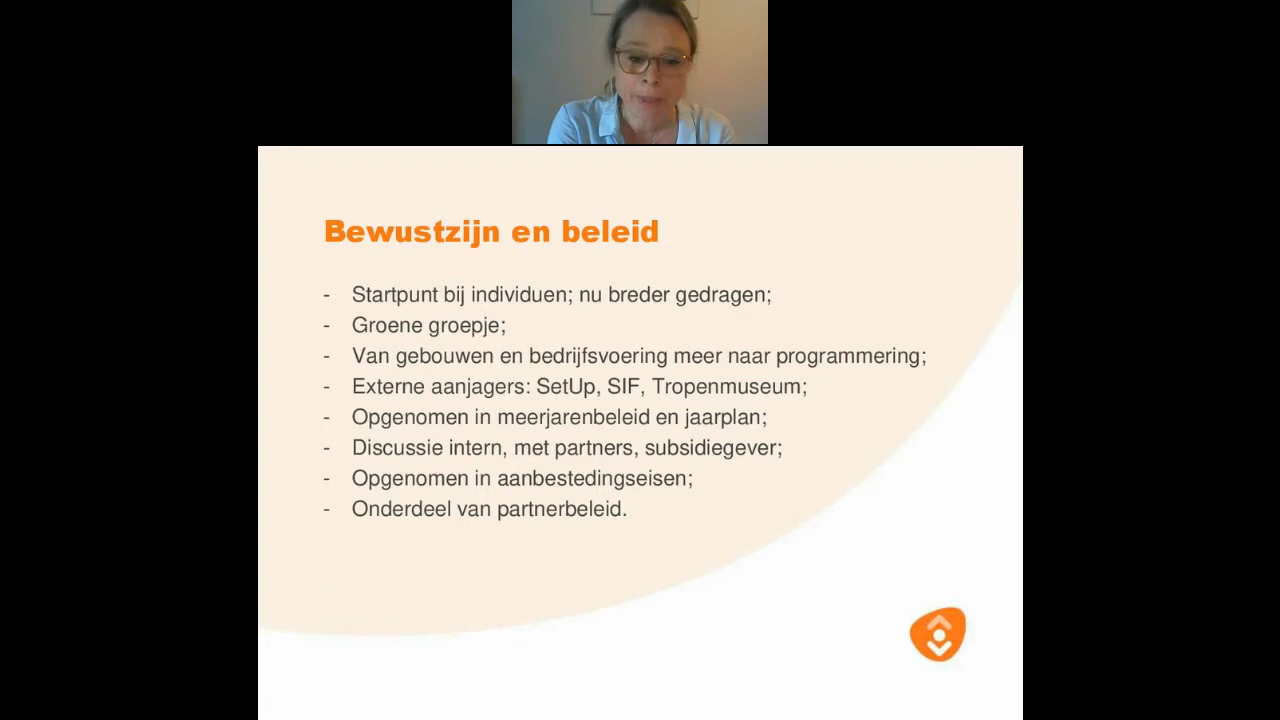 Bewustzijn en beleid
- Startpunt bij individuen; nu breder gedragen;
- Groene groepje;
- Van gebouwen en bedrijfsvoering meer naar programmering;
- Externe aanjagers: SetUp, SIF, Tropenmuseum;
- Opgenomen in meerjarenbeleid en jaarplan;
- Discussie intern, met partners, subsidiegever;
- Opgenomen in aanbestedingseisen;
- Onderdeel van partnerbeleid.